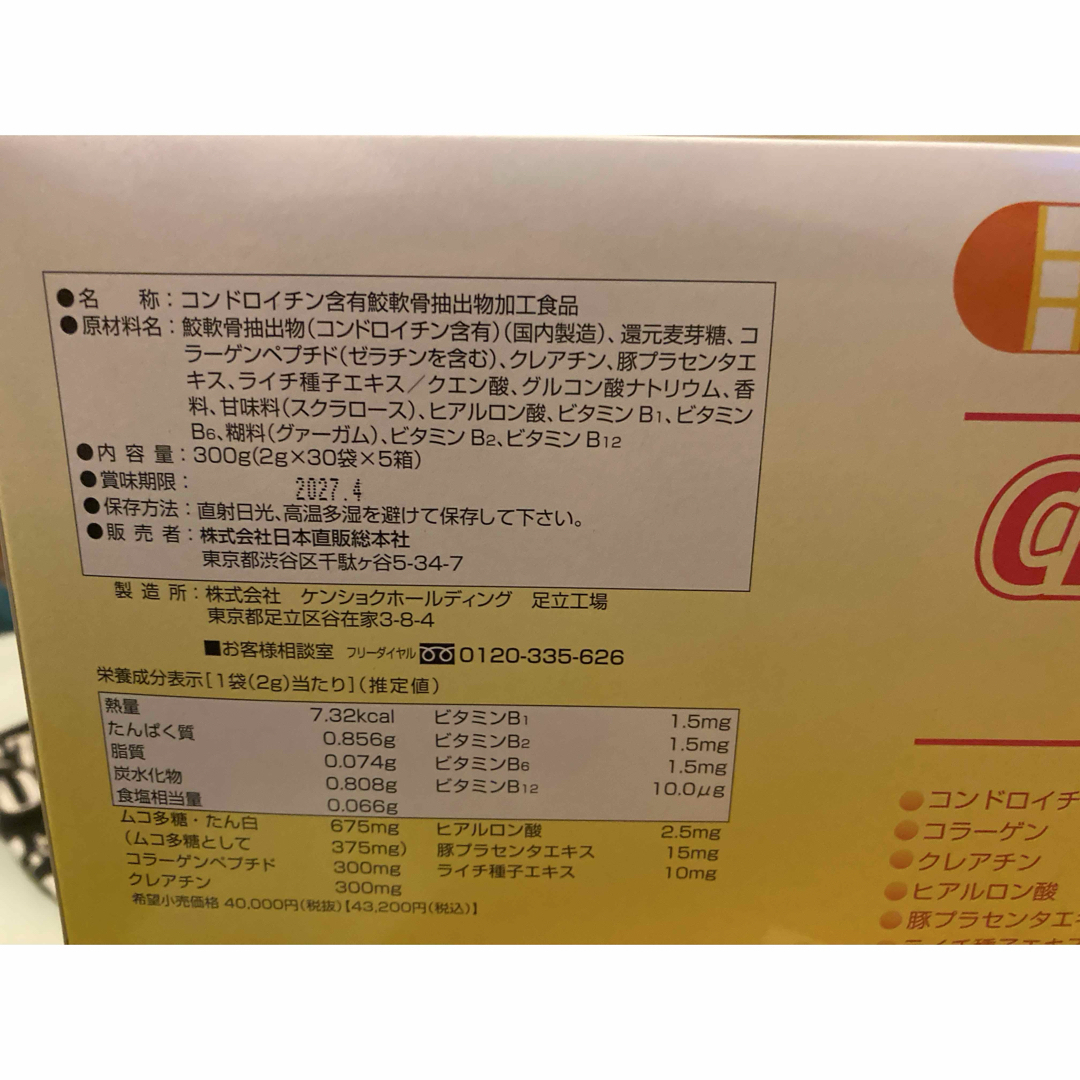 ●名　　称：コンドロイチン含有鮫軟骨抽出物加工食品
●原材料名：鮫軟骨抽出物(コンドロイチン含有)(国内製造)、還元麦芽糖、コ
ラーゲンペプチド(ゼラチンを含む)、クレアチン、豚プラセンタエ
キス、ライチ種子エキス／クエン酸、グルコン酸ナトリウム、香
料、甘味料(スクラロース)、ヒアルロン酸、ビタミンB1、ビタミン
B6、糊料(グァーガム)、ビタミンB2、ビタミンB12
●内 容 量：300g(2g×30袋×5箱)
●賞味期限：
2027.4
●保存方法：直射日光、高温多湿を避けて保存して下さい。
●販 売 者：株式会社日本直販総本社
東京都渋谷区千駄ヶ谷5-34-7
製 造 所：株式会社　ケンショクホールディング　足立工場
東京都足立区谷在家3-8-4
■お客様相談室 フリーダイヤル 0120-335-626
栄養成分表示[1袋(2g)当たり](推定値)
熱量 7.32kcal ビタミンB1 1.5mg
たんぱく質 0.856g ビタミンB2 1.5mg
脂質 0.074g ビタミンB6 1.5mg
炭水化物 0.808g ビタミンB12 10.0μg
食塩相当量 0.066g
ムコ多糖・たん白 675mg ヒアルロン酸 2.5mg
(ムコ多糖として 375mg) 豚プラセンタエキス 15mg
コラーゲンペプチド 300mg ライチ種子エキス 10mg
クレアチン 300mg
希望小売価格 40,000円(税抜)【43,200円(税込)】
●コンドロイチ
●コラーゲン
●クレアチン
●ヒアルロン酸
●豚プラセンタエキ